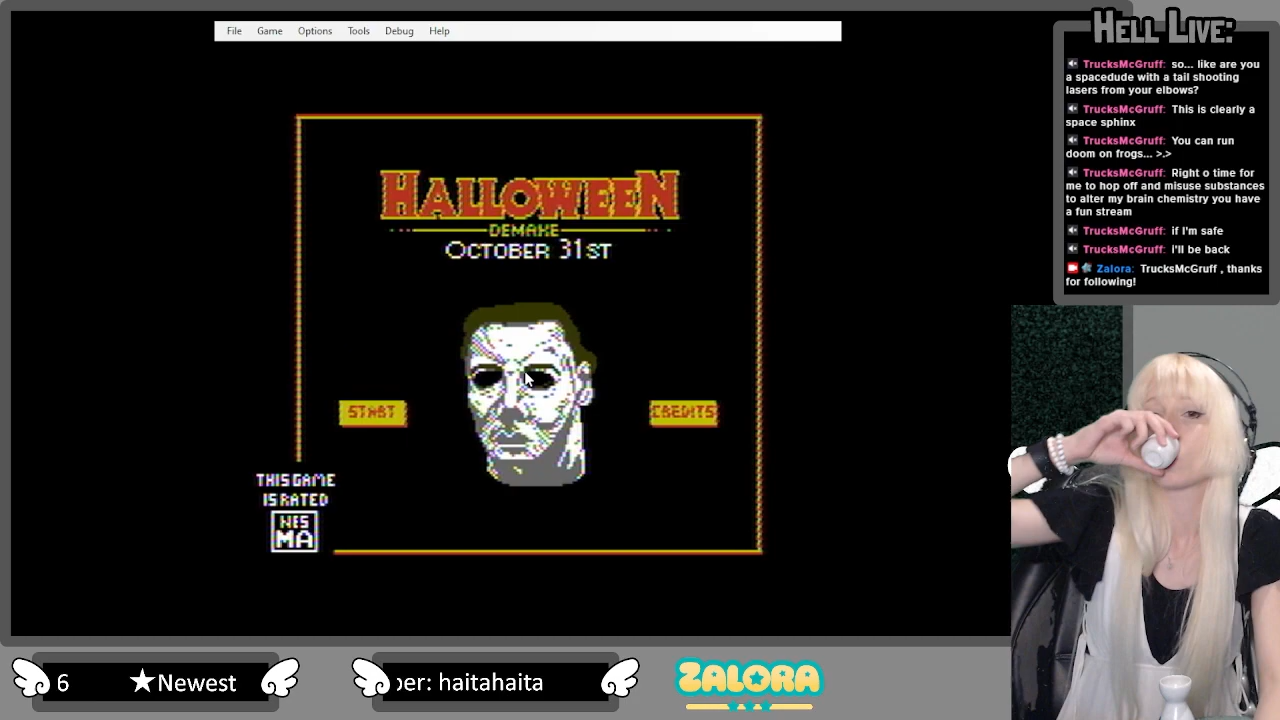 File Game Options Tools Debug Help
HALLOWEEN
DEMAKE
OCTOBER 31ST
START
CREDITS
THIS GAME
IS RATED
NES
MA
HELL LIVE:
TrucksMcGruff: so... like are you
a spacedude with a tail shooting
lasers from your elbows?
TrucksMcGruff: This is clearly a
space sphinx
TrucksMcGruff: You can run
doom on frogs... >.>
TrucksMcGruff: Right o time for
me to hop off and misuse substances
to alter my brain chemistry you have
a fun stream
TrucksMcGruff: if I'm safe
TrucksMcGruff: i'll be back
Zalora: TrucksMcGruff , thanks
for following!
6 ★Newest
per: haitahaita
ZALORA